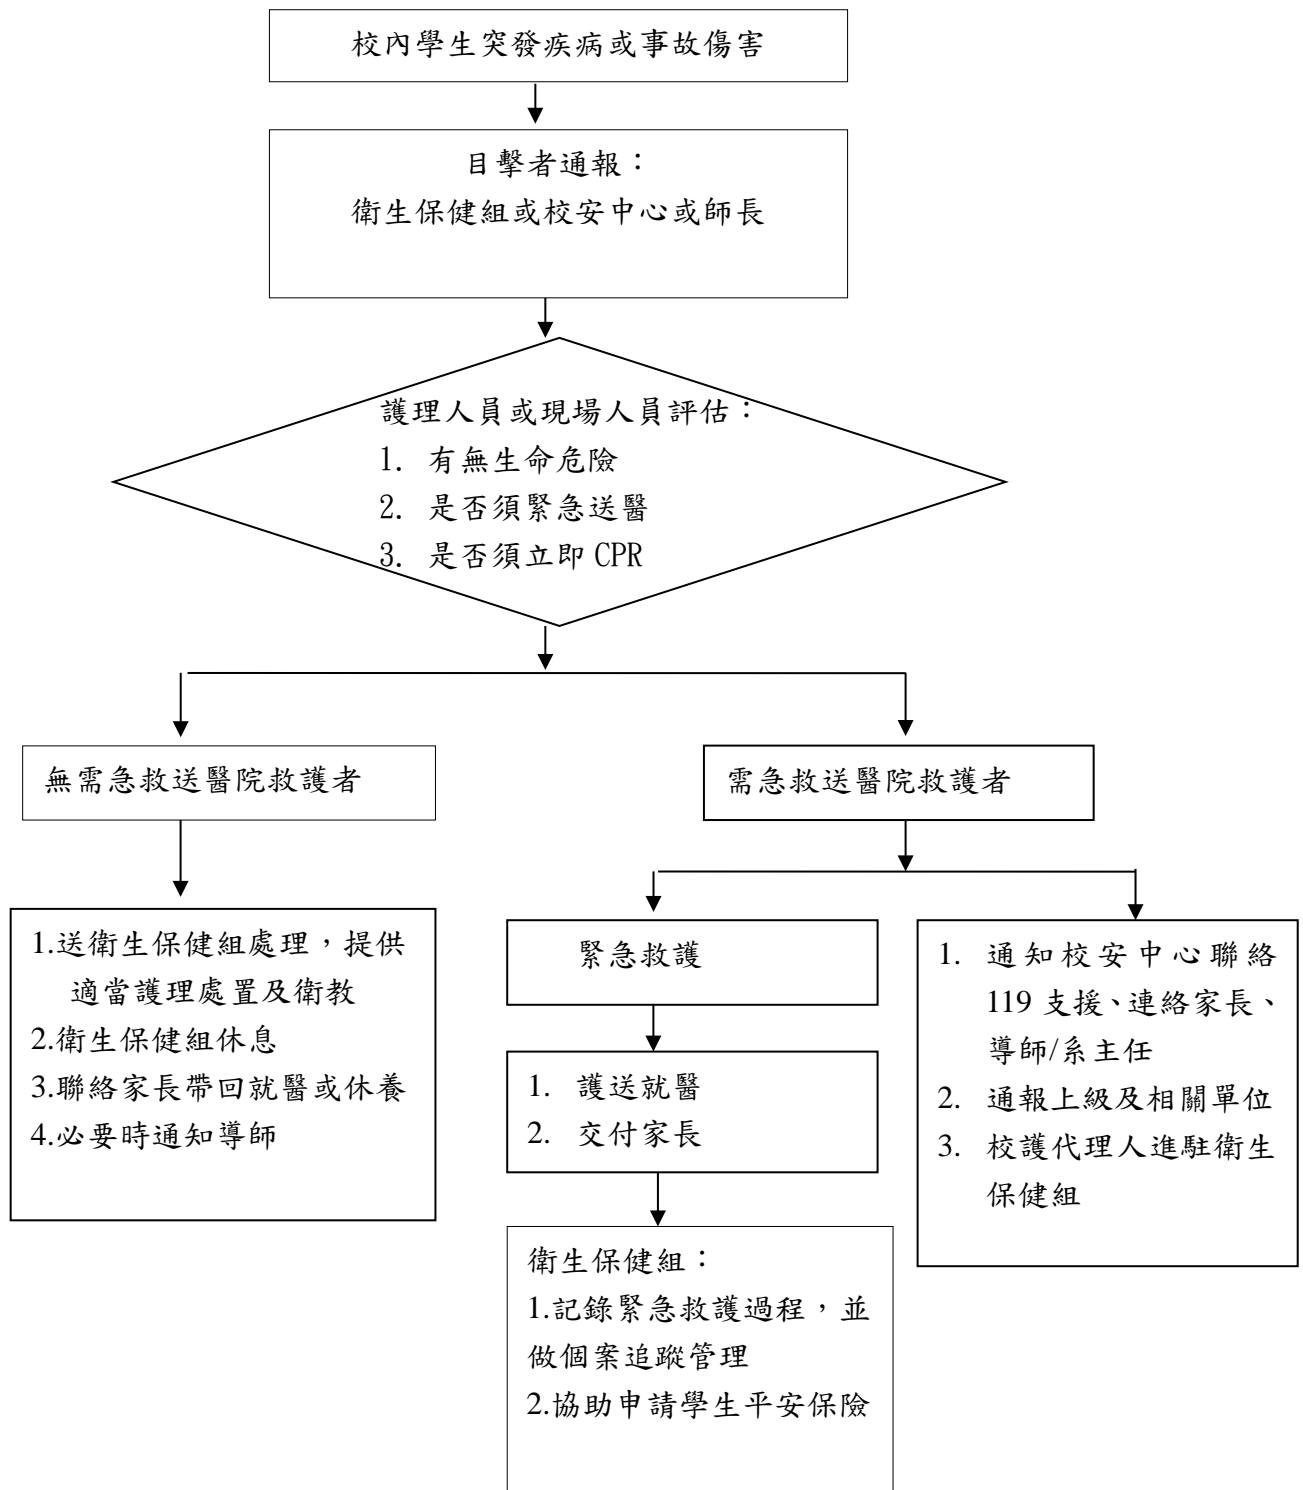 校內學生突發疾病或事故傷害
目擊者通報：
衛生保健組或校安中心或師長
護理人員或現場人員評估：
1. 有無生命危險
2. 是否須緊急送醫
3. 是否須立即 CPR
無需急救送醫院救護者
需急救送醫院救護者
1.送衛生保健組處理，提供
適當護理處置及衛教
2.衛生保健組休息
3.聯絡家長帶回就醫或休養
4.必要時通知導師
緊急救護
1. 護送就醫
2. 交付家長
衛生保健組：
1.記錄緊急救護過程，並
做個案追蹤管理
2.協助申請學生平安保險
1. 通知校安中心聯絡
119 支援、連絡家長、
導師/系主任
2. 通報上級及相關單位
3. 校護代理人進駐衛生
保健組